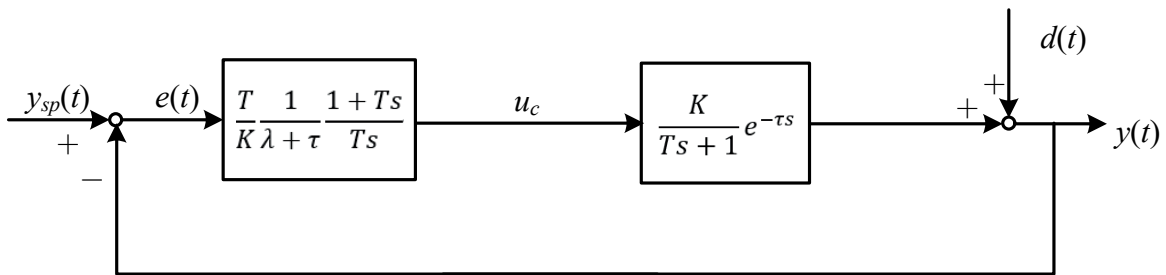 d(t)
y_sp(t)
e(t)
T/K 1/(λ + τ) (1 + Ts)/(Ts)
u_c
K/(Ts + 1) e^{-τs}
+
+
+
−
y(t)